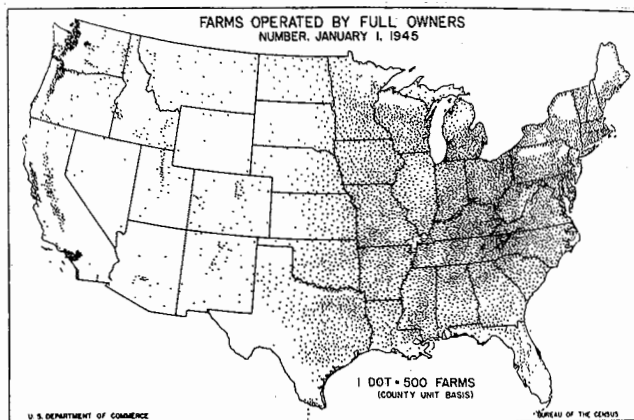 FARMS OPERATED BY FULL OWNERS
NUMBER, JANUARY 1, 1945
1 DOT = 500 FARMS
(COUNTY UNIT BASIS)
U. S. DEPARTMENT OF COMMERCE
BUREAU OF THE CENSUS